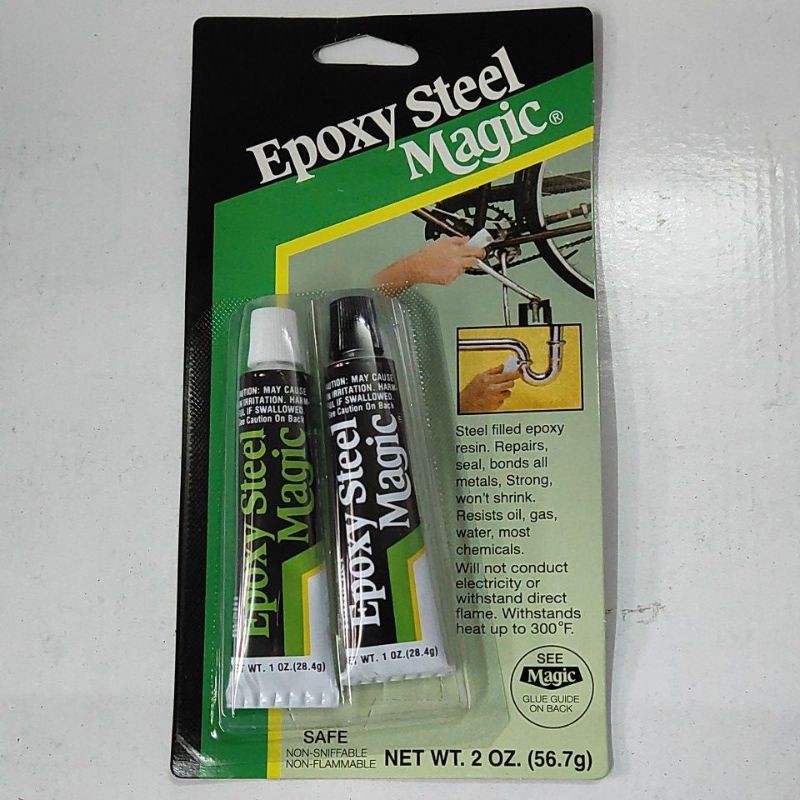 Epoxy Steel
Magic®
CAUTION: MAY CAUSE
IRRITATION. HARM-
FUL IF SWALLOWED.
See Caution On Back
Epoxy Steel
Magic
NET WT. 1 OZ.(28.4g)
CAUTION: MAY CAUSE
IRRITATION. HARM-
FUL IF SWALLOWED.
See Caution On Back
Epoxy Steel
Magic
NET WT. 1 OZ.(28.4g)
Steel filled epoxy
resin. Repairs,
seal, bonds all
metals, Strong,
won't shrink.
Resists oil, gas,
water, most
chemicals.
Will not conduct
electricity or
withstand direct
flame. Withstands
heat up to 300°F.
SEE
Magic
GLUE GUIDE
ON BACK
SAFE
NON-SNIFFABLE
NON-FLAMMABLE
NET WT. 2 OZ. (56.7g)